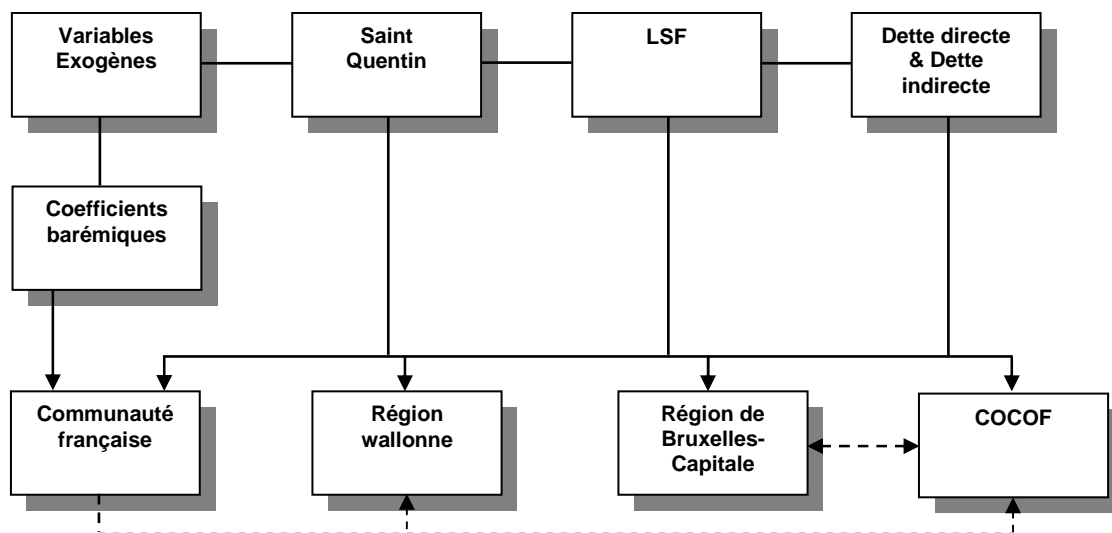 Variables
Exogènes
Saint
Quentin
LSF
Dette directe
& Dette
indirecte
Coefficients
barémiques
Communauté
française
Région
wallonne
Région de
Bruxelles-
Capitale
COCOF